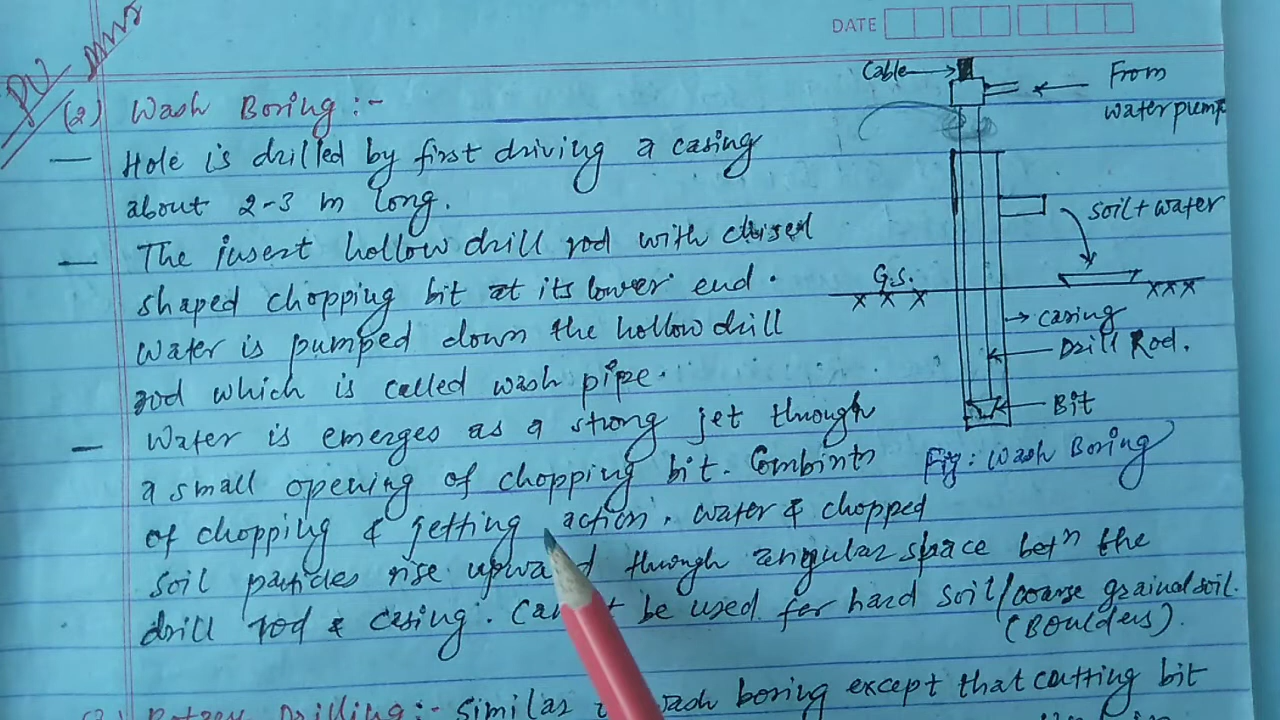 DATE
(2) Wash Boring :-
— Hole is drilled by first driving a casing
about 2-3 m long.
— The insert hollow drill rod with chisel
shaped chopping bit at its lower end.
Water is pumped down the hollow drill
rod which is called wash pipe.
— Water is emerges as a strong jet through
a small opening of chopping bit. Combintn
of chopping & jetting action. water & chopped
soil particles rise upward through angular space betn the
drill rod & casing. be used for hard soil/coarse grained soil.
(Boulders).
Drilling :- Similar boring except that cutting bit
Cable
From
water pump
soil + water
G.S.
casing
Drill Rod.
Bit
Fig : Wash Boring